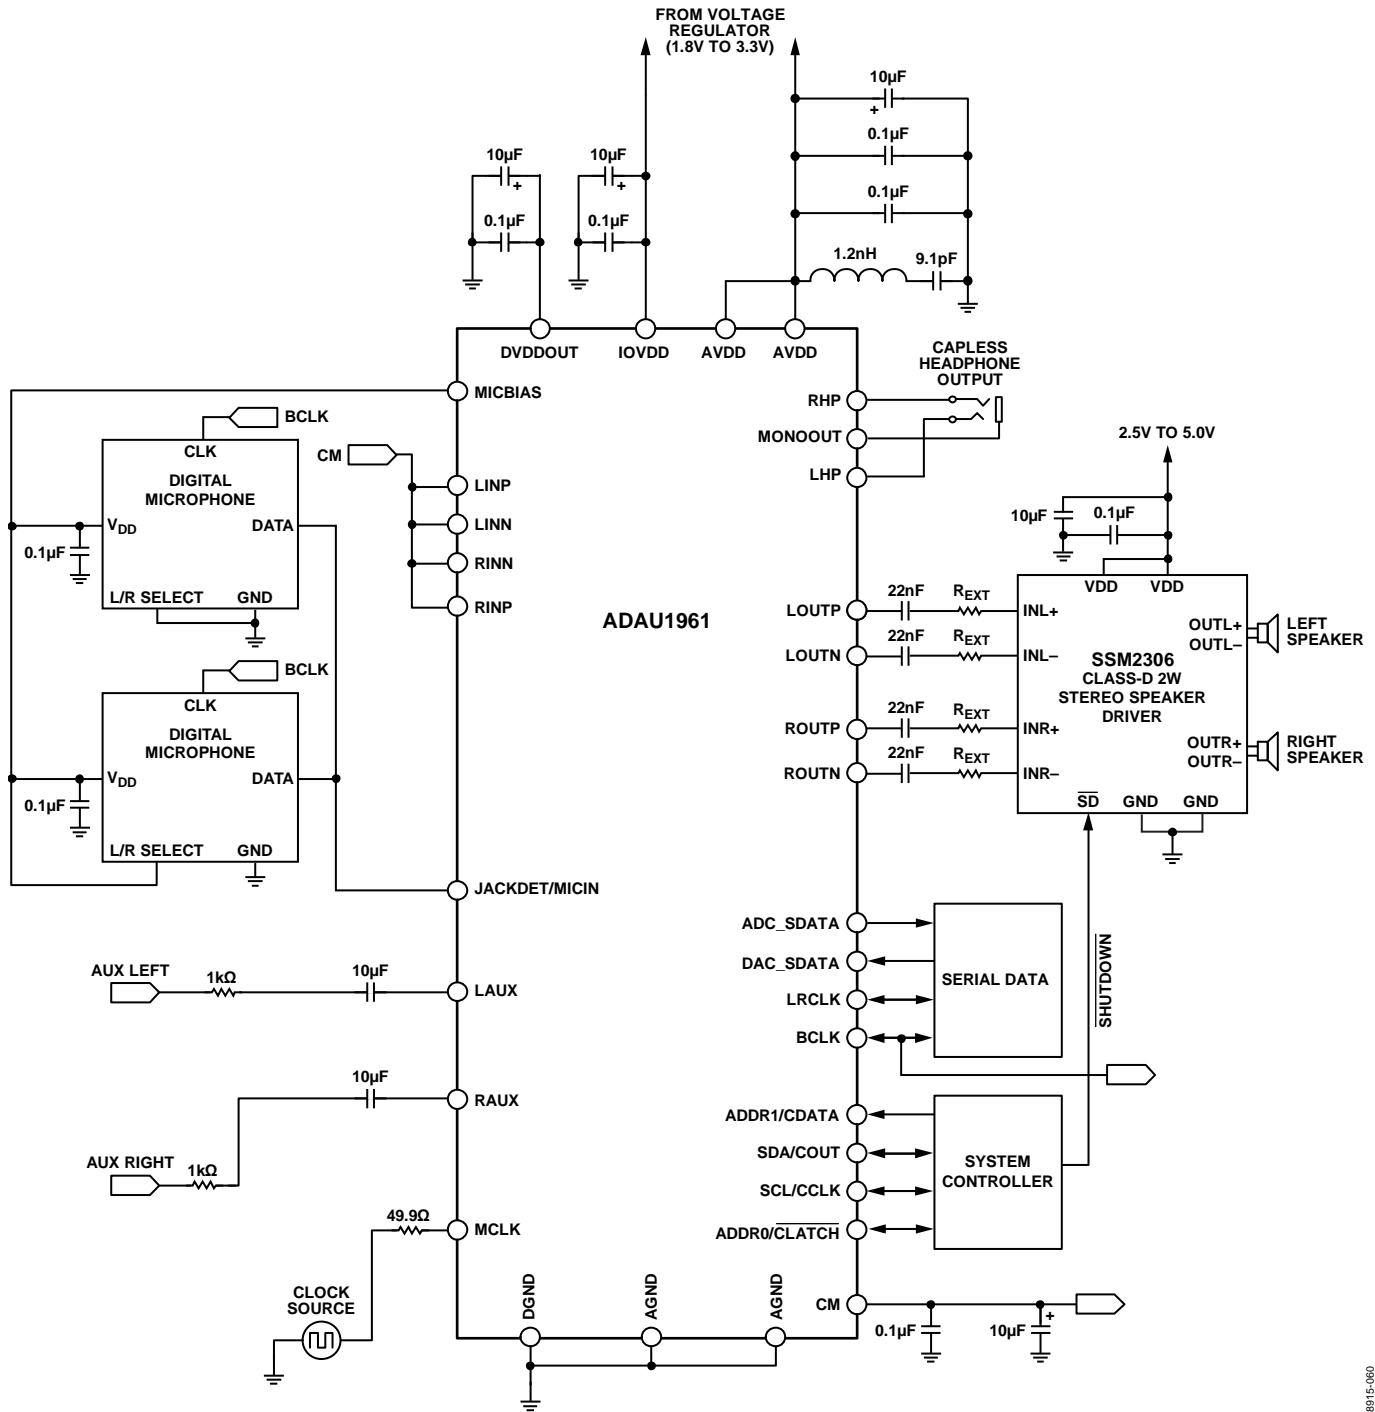 FROM VOLTAGE
REGULATOR
(1.8V TO 3.3V)
10µF
+
0.1µF
0.1µF
10µF
+
0.1µF
10µF
+
0.1µF
1.2nH
9.1pF
DVDDOUT
IOVDD
AVDD
AVDD
CAPLESS
HEADPHONE
OUTPUT
MICBIAS
RHP
MONOOUT
LHP
BCLK
CLK
DIGITAL
MICROPHONE
VDD
DATA
0.1µF
L/R SELECT
GND
CM
LINP
LINN
RINN
RINP
BCLK
CLK
DIGITAL
MICROPHONE
VDD
DATA
0.1µF
L/R SELECT
GND
ADAU1961
2.5V TO 5.0V
10µF
0.1µF
VDD
VDD
LOUTP
22nF
REXT
INL+
LOUTN
22nF
REXT
INL–
ROUTP
22nF
REXT
INR+
ROUTN
22nF
REXT
INR–
SSM2306
CLASS-D 2W
STEREO SPEAKER
DRIVER
OUTL+
OUTL–
LEFT
SPEAKER
OUTR+
OUTR–
RIGHT
SPEAKER
SD
GND
GND
JACKDET/MICIN
AUX LEFT
1kΩ
10µF
LAUX
10µF
RAUX
AUX RIGHT
1kΩ
49.9Ω
MCLK
CLOCK
SOURCE
ADC_SDATA
DAC_SDATA
LRCLK
BCLK
SERIAL DATA
SHUTDOWN
ADDR1/CDATA
SDA/COUT
SCL/CCLK
ADDR0/CLATCH
SYSTEM
CONTROLLER
DGND
AGND
AGND
CM
0.1µF
10µF
+
8915-060